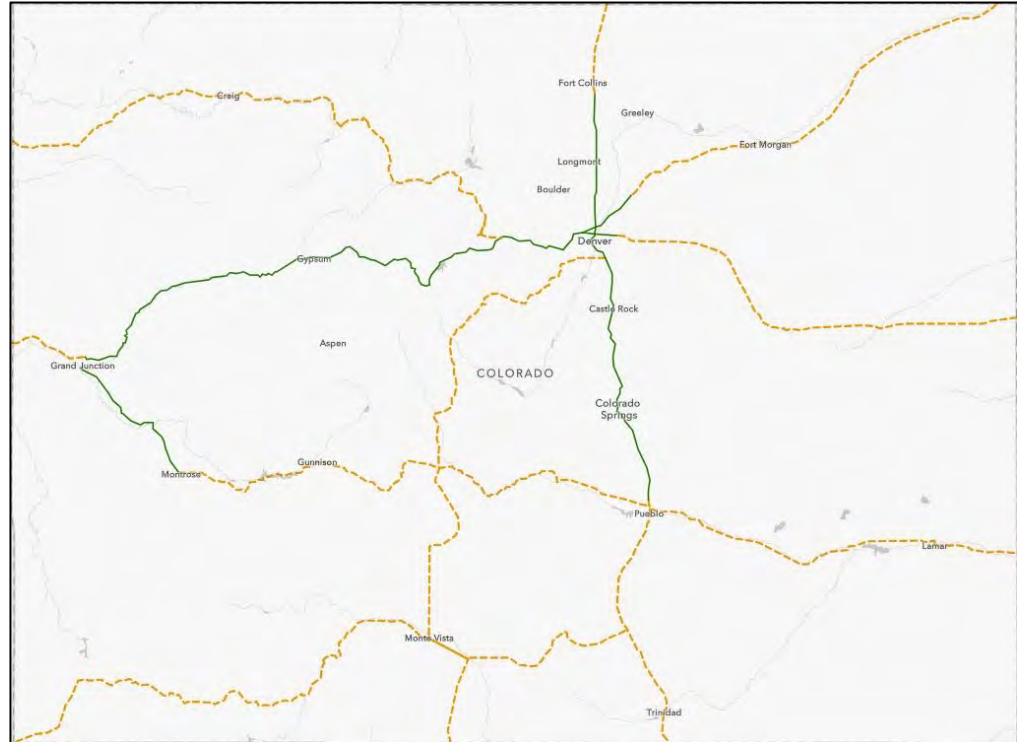 Fort Collins
Craig
Greeley
Fort Morgan
Longmont
Boulder
Denver
Gypsum
Castle Rock
Aspen
Grand Junction
COLORADO
Colorado
Springs
Gunnison
Montrose
Pueblo
Lamar
Monte Vista
Trinidad